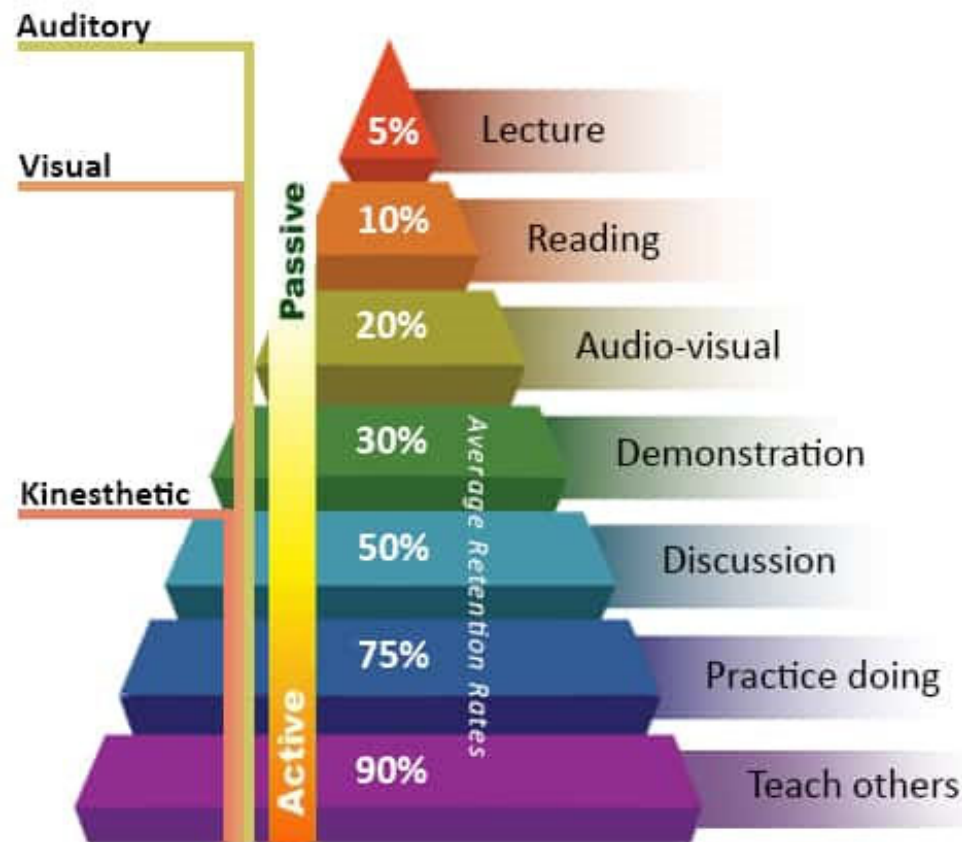 Auditory
5%
Lecture
Visual
10%
Reading
Passive
20%
Audio-visual
30%
Demonstration
Kinesthetic
50%
Discussion
Average Retention Rates
75%
Practice doing
Active
90%
Teach others